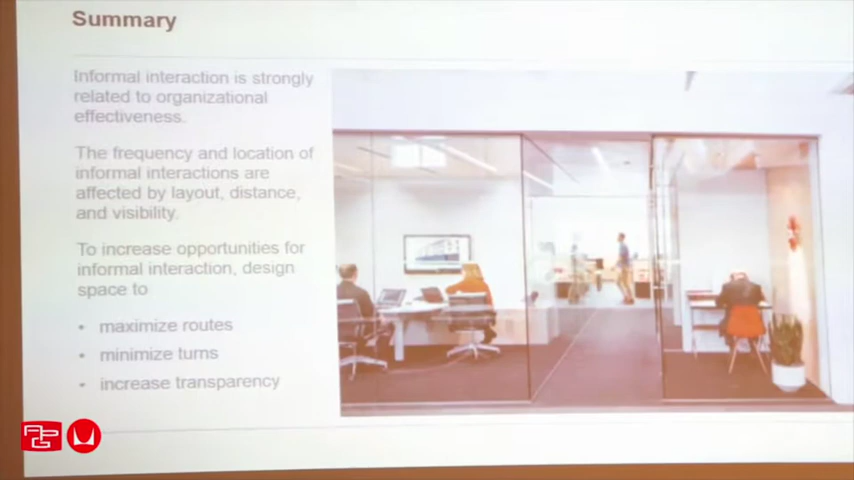 Summary
Informal interaction is strongly
related to organizational
effectiveness.
The frequency and location of
informal interactions are
affected by layout, distance,
and visibility.
To increase opportunities for
informal interaction, design
space to
• maximize routes
• minimize turns
• increase transparency